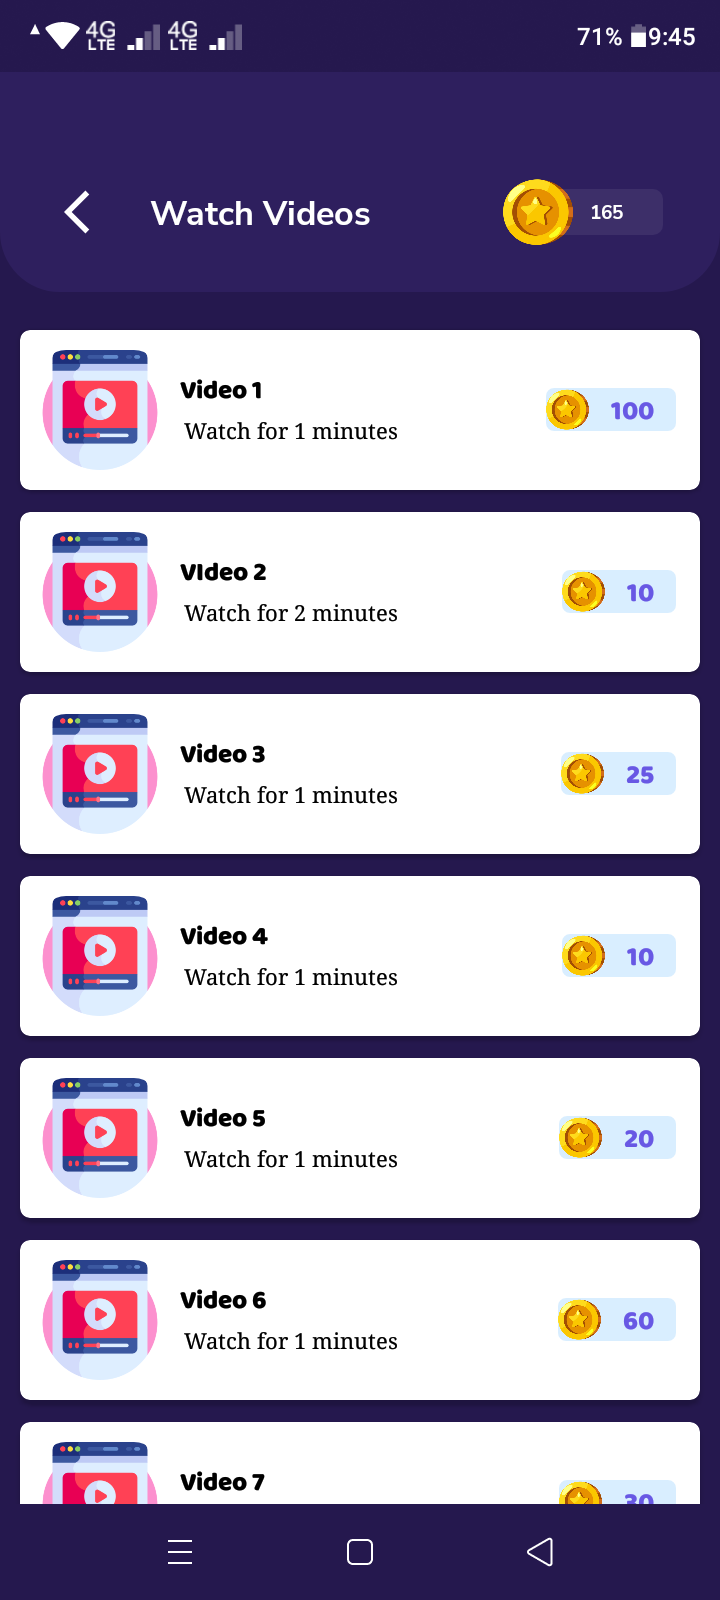 4G LTE 4G LTE 71% 9:45
Watch Videos 165
Video 1
Watch for 1 minutes
100
VIdeo 2
Watch for 2 minutes
10
Video 3
Watch for 1 minutes
25
Video 4
Watch for 1 minutes
10
Video 5
Watch for 1 minutes
20
Video 6
Watch for 1 minutes
60
Video 7
30